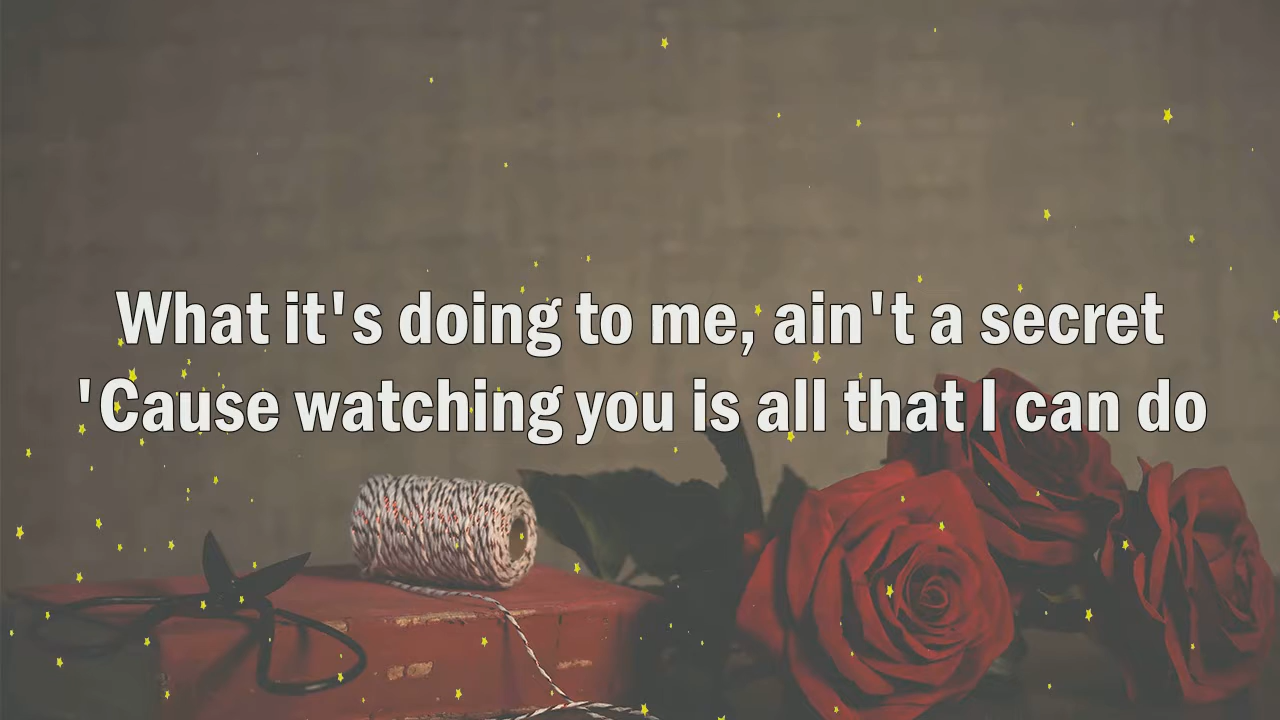 What it's doing to me, ain't a secret
'Cause watching you is all that I can do